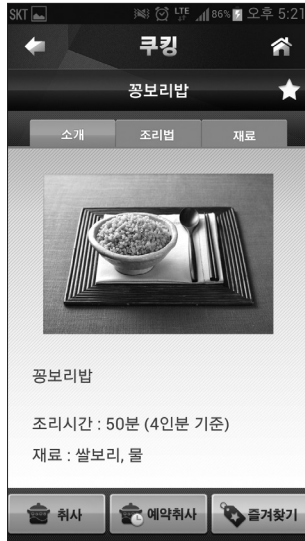 SKT LTE 86% 오후 5:21
쿠킹
꽁보리밥
소개 조리법 재료
꽁보리밥
조리시간 : 50분 (4인분 기준)
재료 : 쌀보리, 물
취사 예약취사 즐겨찾기